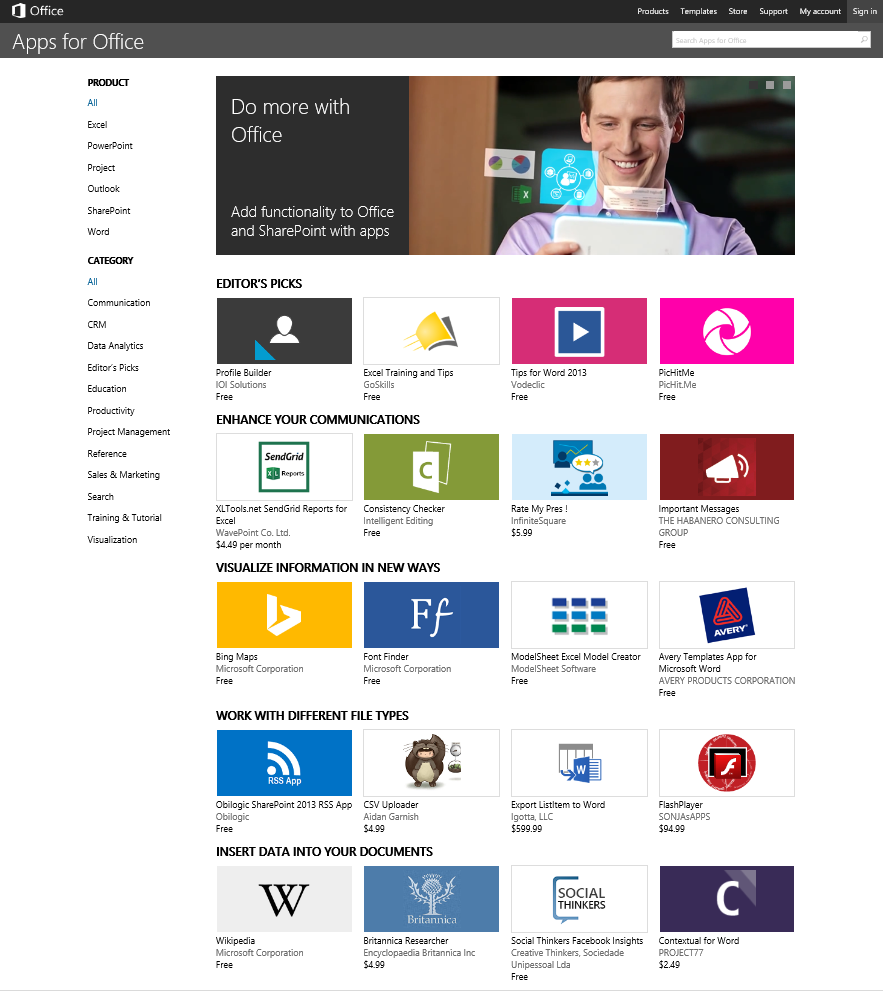 Office
Products Templates Store Support My account Sign in
Apps for Office
Search Apps for Office
PRODUCT
All
Excel
PowerPoint
Project
Outlook
SharePoint
Word
CATEGORY
All
Communication
CRM
Data Analytics
Editor's Picks
Education
Productivity
Project Management
Reference
Sales & Marketing
Search
Training & Tutorial
Visualization
Do more with
Office
Add functionality to Office
and SharePoint with apps
EDITOR'S PICKS
Profile Builder
IOI Solutions
Free
Excel Training and Tips
GoSkills
Free
Tips for Word 2013
Vodeclic
Free
PicHitMe
PicHit.Me
Free
ENHANCE YOUR COMMUNICATIONS
SendGrid
XL Reports
XLTools.net SendGrid Reports for
Excel
WavePoint Co. Ltd.
$4.49 per month
C
Consistency Checker
Intelligent Editing
Free
Rate My Pres !
InfiniteSquare
$5.99
Important Messages
THE HABANERO CONSULTING
GROUP
Free
VISUALIZE INFORMATION IN NEW WAYS
Bing Maps
Microsoft Corporation
Free
Ff
Font Finder
Microsoft Corporation
Free
ModelSheet Excel Model Creator
ModelSheet Software
Free
AVERY
Avery Templates App for
Microsoft Word
AVERY PRODUCTS CORPORATION
Free
WORK WITH DIFFERENT FILE TYPES
RSS App
Obilogic SharePoint 2013 RSS App
Obilogic
Free
CSV Uploader
Aidan Garnish
$4.99
W
Export ListItem to Word
Igotta, LLC
$599.99
FlashPlayer
SONJAsAPPS
$94.99
INSERT DATA INTO YOUR DOCUMENTS
W
Wikipedia
Microsoft Corporation
Free
Britannica
Britannica Researcher
Encyclopaedia Britannica Inc
$4.99
SOCIAL
THINKERS
Social Thinkers Facebook Insights
Creative Thinkers, Sociedade
Unipessoal Lda
Free
C
Contextual for Word
PROJECT77
$2.49